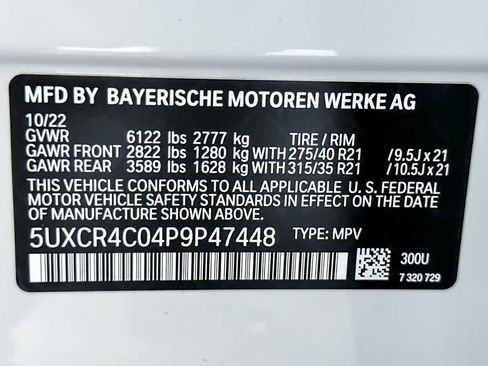 MFD BY BAYERISCHE MOTOREN WERKE AG
10/22
GVWR 6122 lbs 2777 kg TIRE / RIM
GAWR FRONT 2822 lbs 1280 kg WITH 275/40 R21 / 9.5J x 21
GAWR REAR 3589 lbs 1628 kg WITH 315/35 R21 / 10.5J x 21
THIS VEHICLE CONFORMS TO ALL APPLICABLE U. S. FEDERAL
MOTOR VEHICLE SAFETY STANDARDS IN EFFECT ON THE DATE
OF MANUFACTURE SHOWN ABOVE.
5UXCR4C04P9P47448 TYPE: MPV
300U
7 320 729